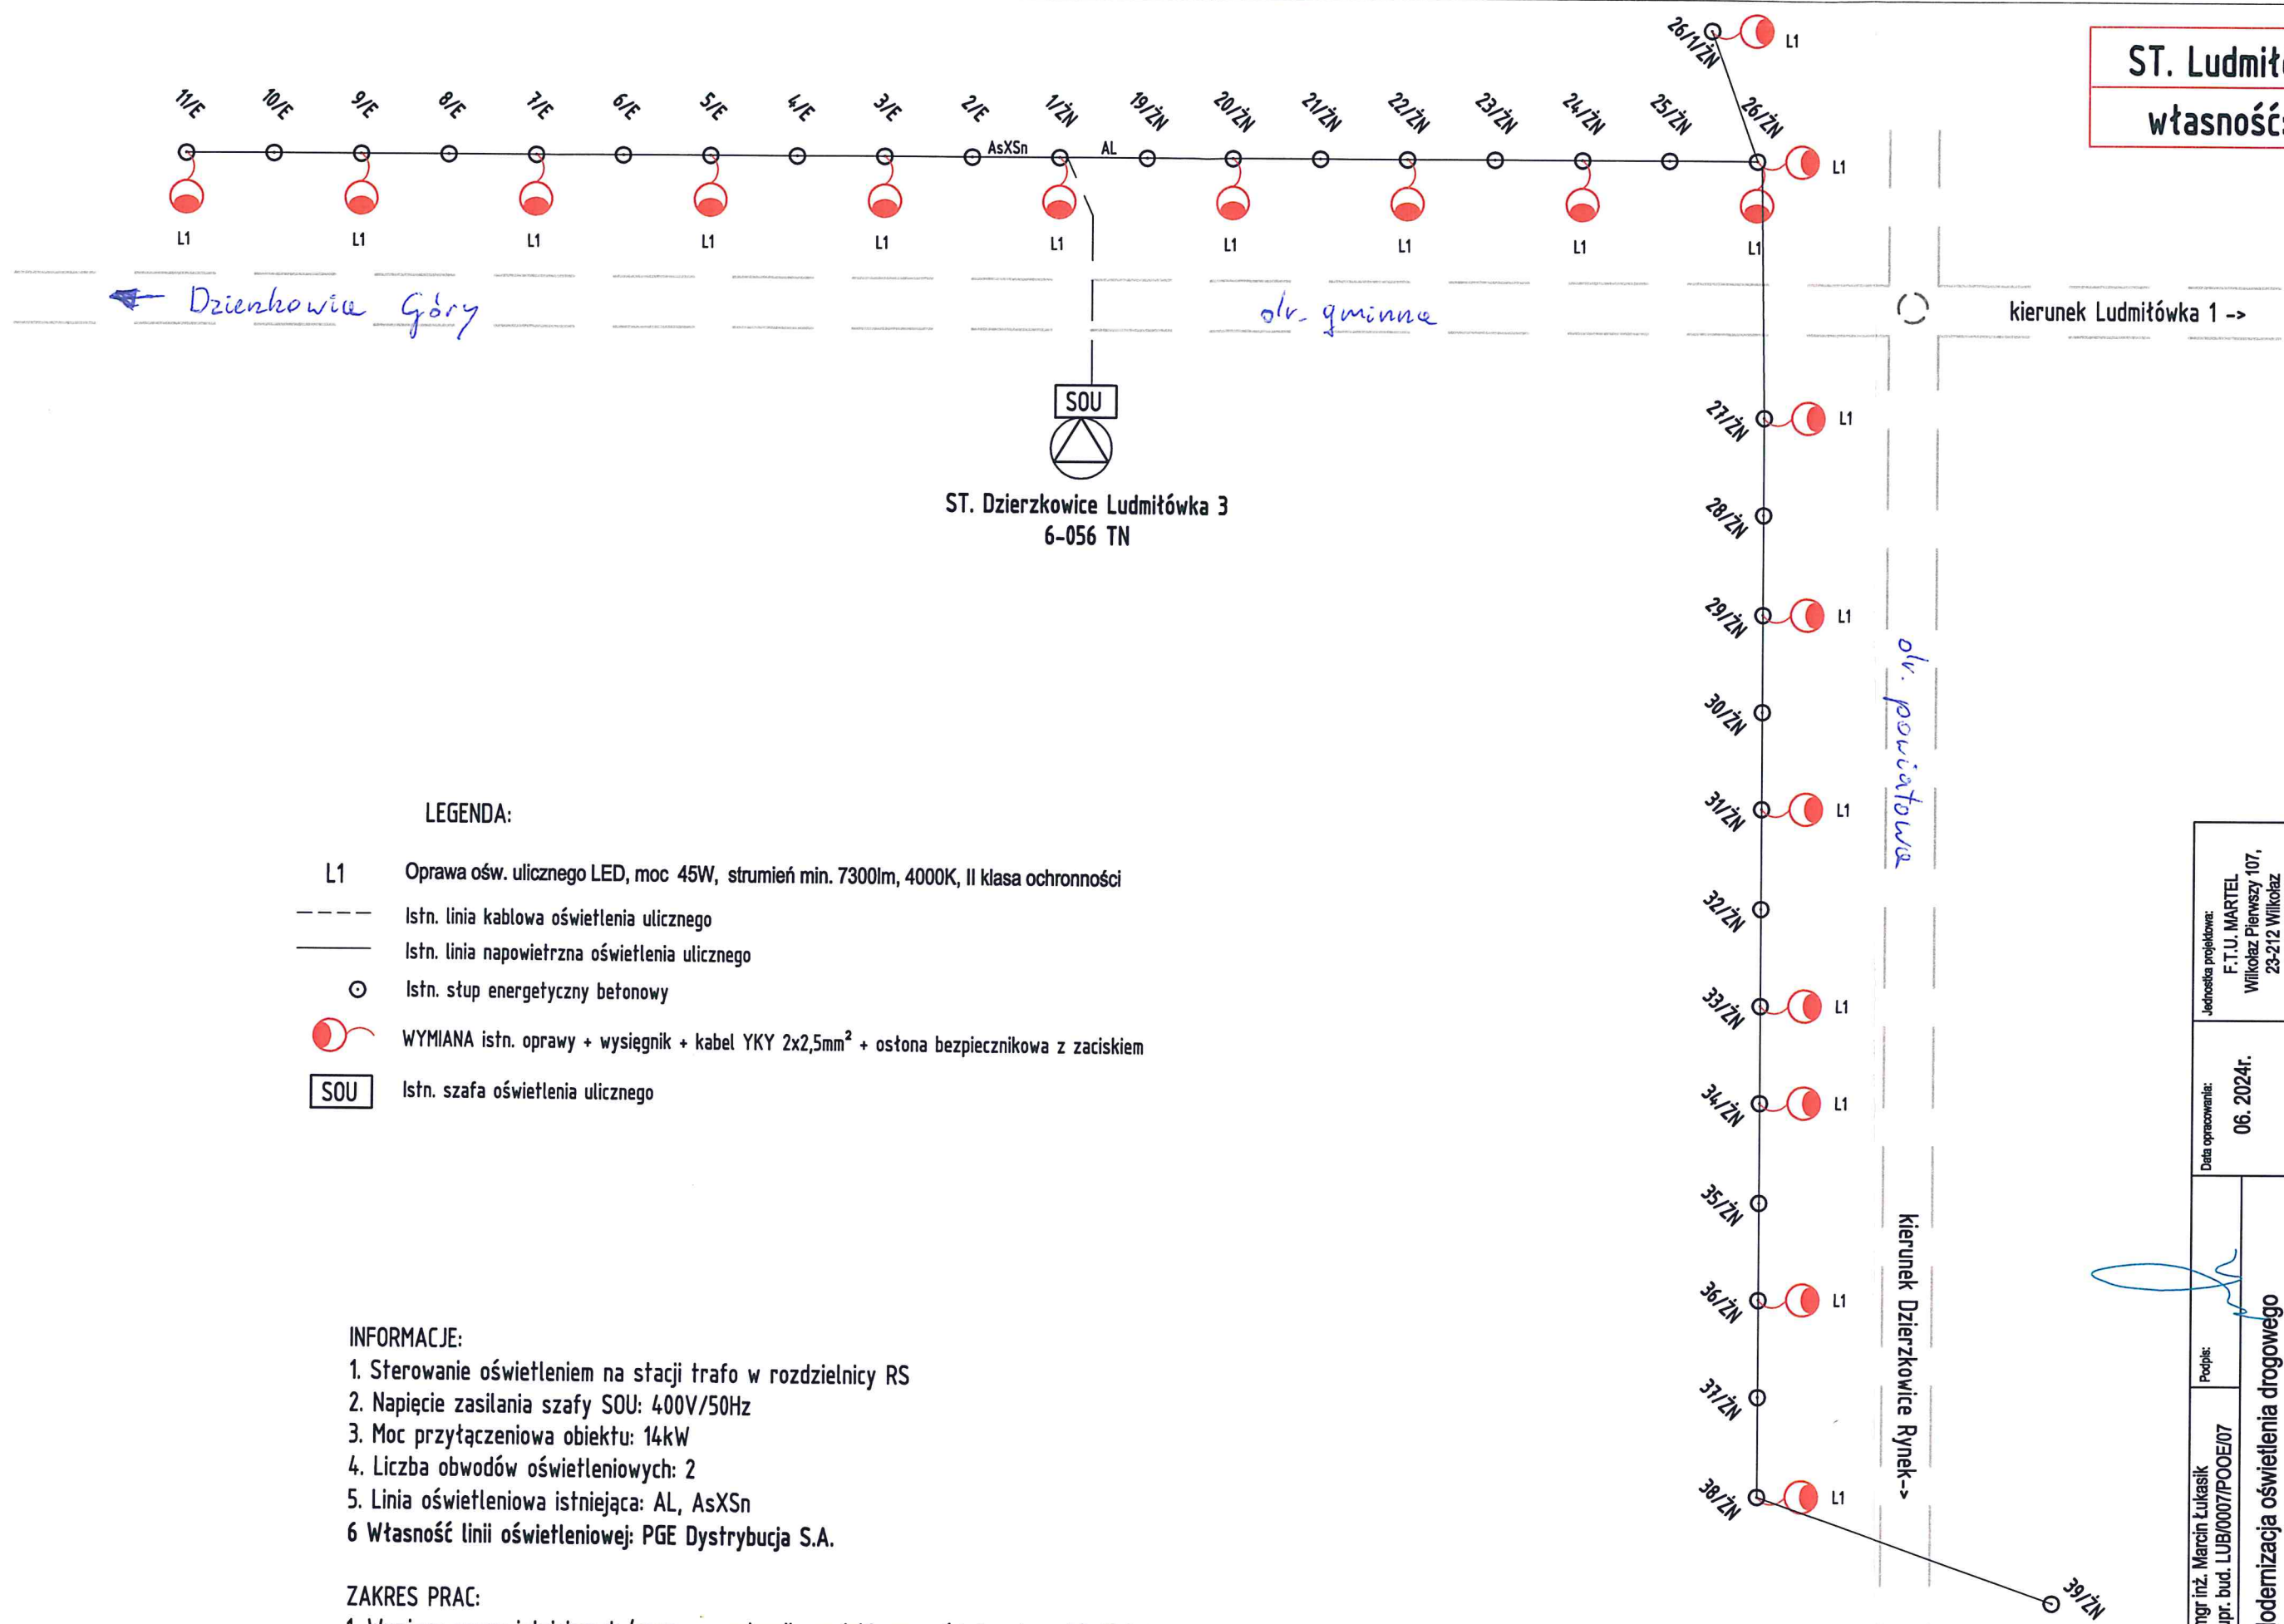 26/1/ŻN
L1
ST. Ludmiłó
własność:
11/E 10/E 9/E 8/E 7/E 6/E 5/E 4/E 3/E 2/E 1/ŻN 19/ŻN 20/ŻN 21/ŻN 22/ŻN 23/ŻN 24/ŻN 25/ŻN 26/ŻN
AsXSn AL
L1
L1 L1 L1 L1 L1 L1 L1 L1 L1 L1
Góry
dr. gminna
kierunek Ludmiłówka 1 ->
SOU
ST. Dzierzkowice Ludmiłówka 3
6-056 TN
27/ŻN L1
28/ŻN
29/ŻN L1
30/ŻN
31/ŻN L1
32/ŻN
33/ŻN L1
34/ŻN L1
35/ŻN
36/ŻN L1
37/ŻN
38/ŻN L1
39/ŻN
dr. powiatowa
kierunek Dzierzkowice Rynek->
LEGENDA:
L1 Oprawa ośw. ulicznego LED, moc 45W, strumień min. 7300lm, 4000K, II klasa ochronności
Istn. linia kablowa oświetlenia ulicznego
Istn. linia napowietrzna oświetlenia ulicznego
Istn. słup energetyczny betonowy
WYMIANA istn. oprawy + wysięgnik + kabel YKY 2x2,5mm² + osłona bezpiecznikowa z zaciskiem
SOU Istn. szafa oświetlenia ulicznego
INFORMACJE:
1. Sterowanie oświetleniem na stacji trafo w rozdzielnicy RS
2. Napięcie zasilania szafy SOU: 400V/50Hz
3. Moc przyłączeniowa obiektu: 14kW
4. Liczba obwodów oświetleniowych: 2
5. Linia oświetleniowa istniejąca: AL, AsXSn
6 Własność linii oświetleniowej: PGE Dystrybucja S.A.
ZAKRES PRAC:
Jednostka projektowa:
F.T.U. MARTEL
Wilkołaz Pierwszy 107,
23-212 Wilkołaz
Data opracowania:
06. 2024r.
Podpis:
mgr inż. Marcin Łukasik
upr. bud. LUB/0007/POOE/07
odernizacja oświetlenia drogowego